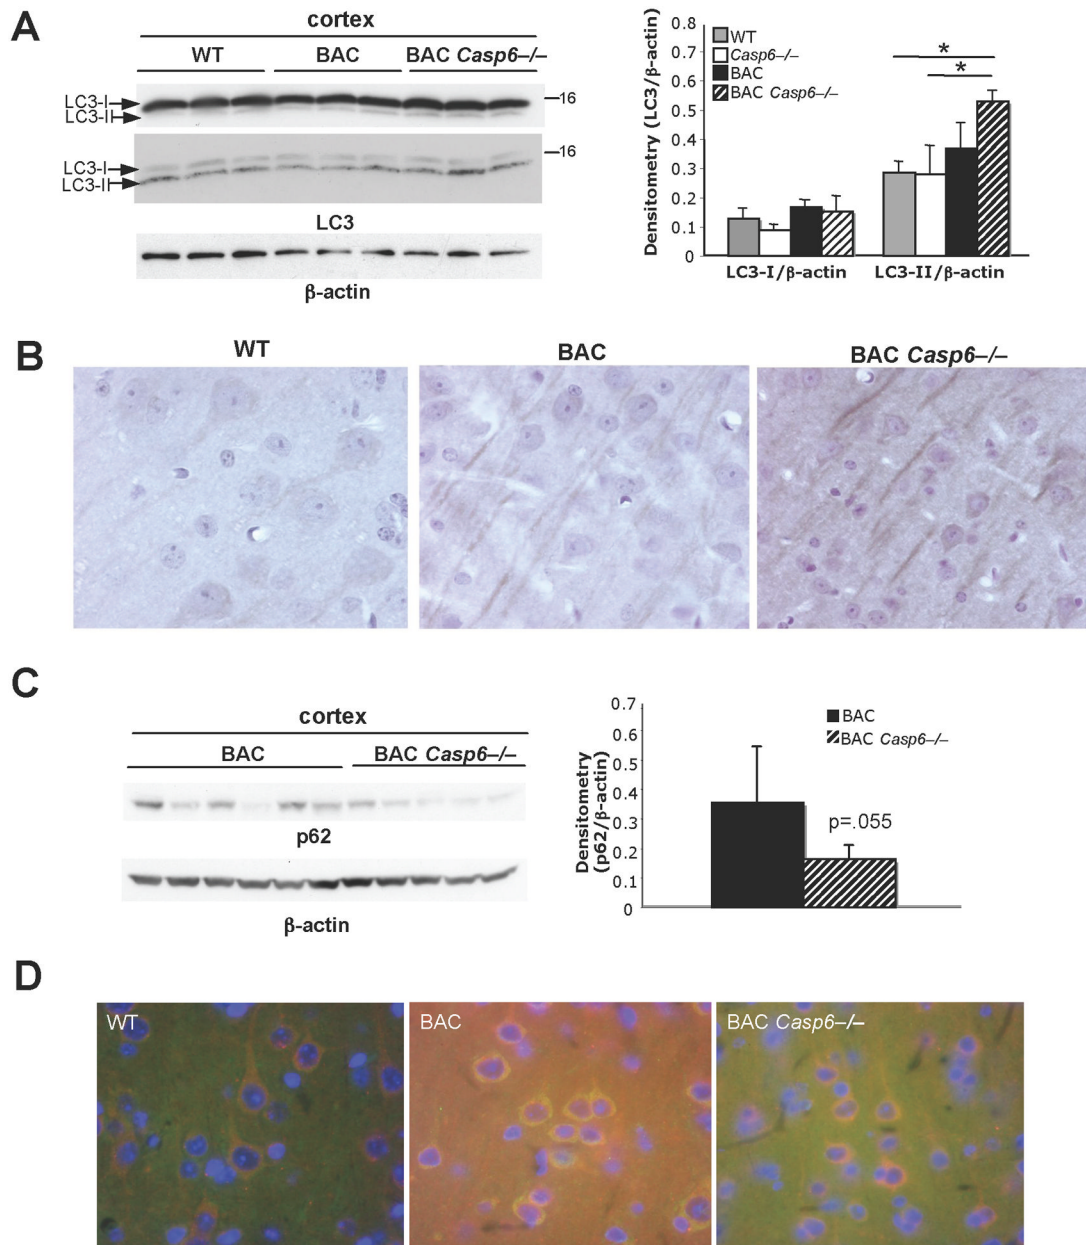 A
cortex
WT BAC BAC Casp6–/–
LC3-I
LC3-II
16
LC3-I
LC3-II
16
LC3
β-actin
Densitometry (LC3/β-actin)
0.8
0.7
0.6
0.5
0.4
0.3
0.2
0.1
0
WT
Casp6–/–
BAC
BAC Casp6–/–
*
*
LC3-I/β-actin LC3-II/β-actin
B
WT BAC BAC Casp6–/–
C
cortex
BAC BAC Casp6–/–
p62
β-actin
Densitometry
(p62/β-actin)
0.7
0.6
0.5
0.4
0.3
0.2
0.1
0
BAC
BAC Casp6–/–
p=.055
D
WT BAC BAC Casp6–/–